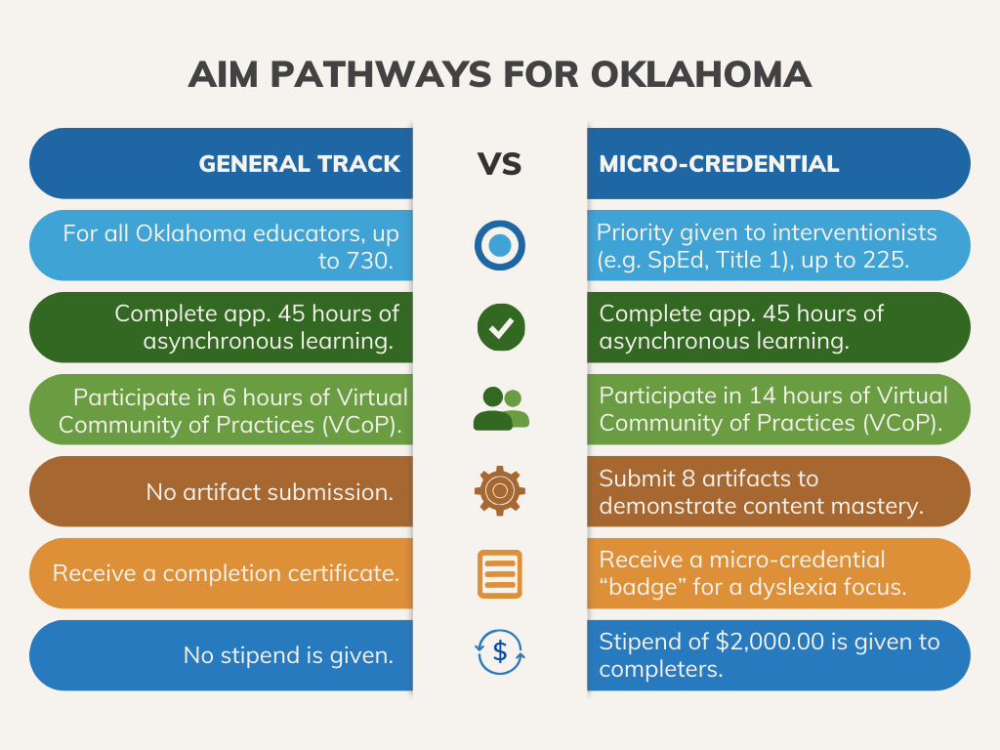 AIM PATHWAYS FOR OKLAHOMA
GENERAL TRACK
VS
MICRO-CREDENTIAL
For all Oklahoma educators, up
to 730.
Priority given to interventionists
(e.g. SpEd, Title 1), up to 225.
Complete app. 45 hours of
asynchronous learning.
Complete app. 45 hours of
asynchronous learning.
Participate in 6 hours of Virtual
Community of Practices (VCoP).
Participate in 14 hours of Virtual
Community of Practices (VCoP).
No artifact submission.
Submit 8 artifacts to
demonstrate content mastery.
Receive a completion certificate.
Receive a micro-credential
“badge” for a dyslexia focus.
No stipend is given.
$
Stipend of $2,000.00 is given to
completers.